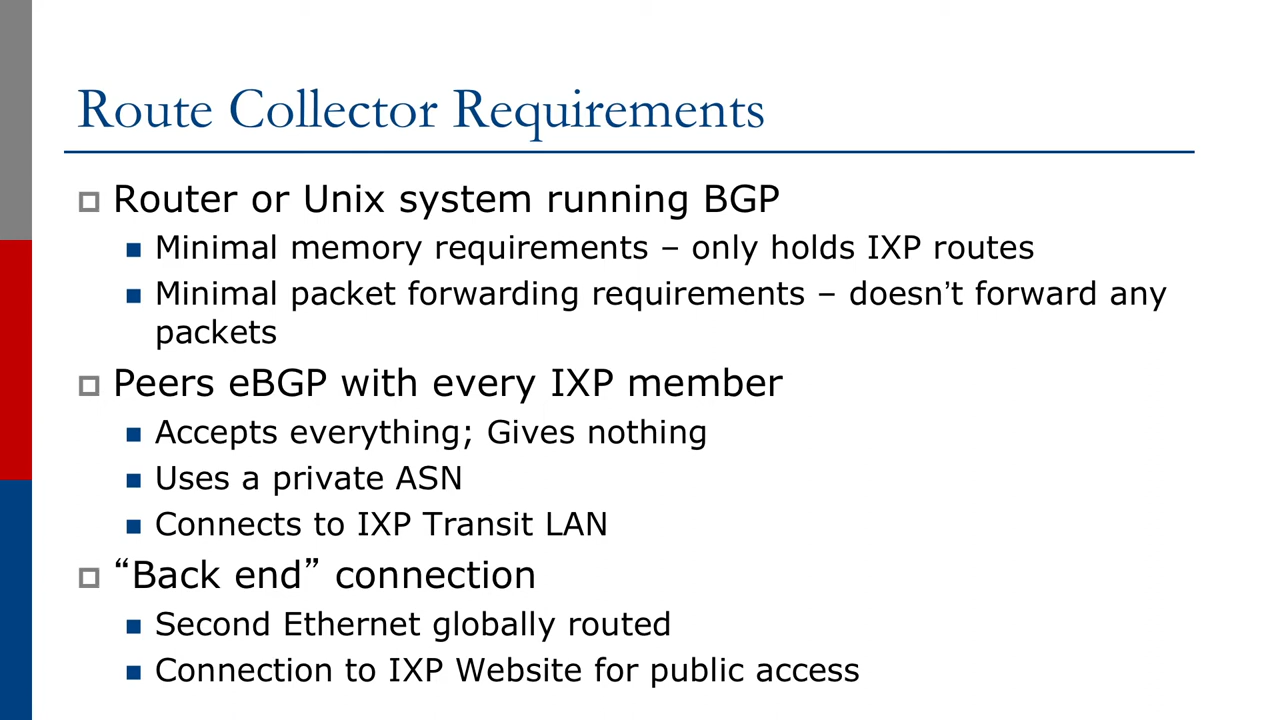 Route Collector Requirements
Router or Unix system running BGP
Minimal memory requirements – only holds IXP routes
Minimal packet forwarding requirements – doesn’t forward any
packets
Peers eBGP with every IXP member
Accepts everything; Gives nothing
Uses a private ASN
Connects to IXP Transit LAN
“Back end” connection
Second Ethernet globally routed
Connection to IXP Website for public access